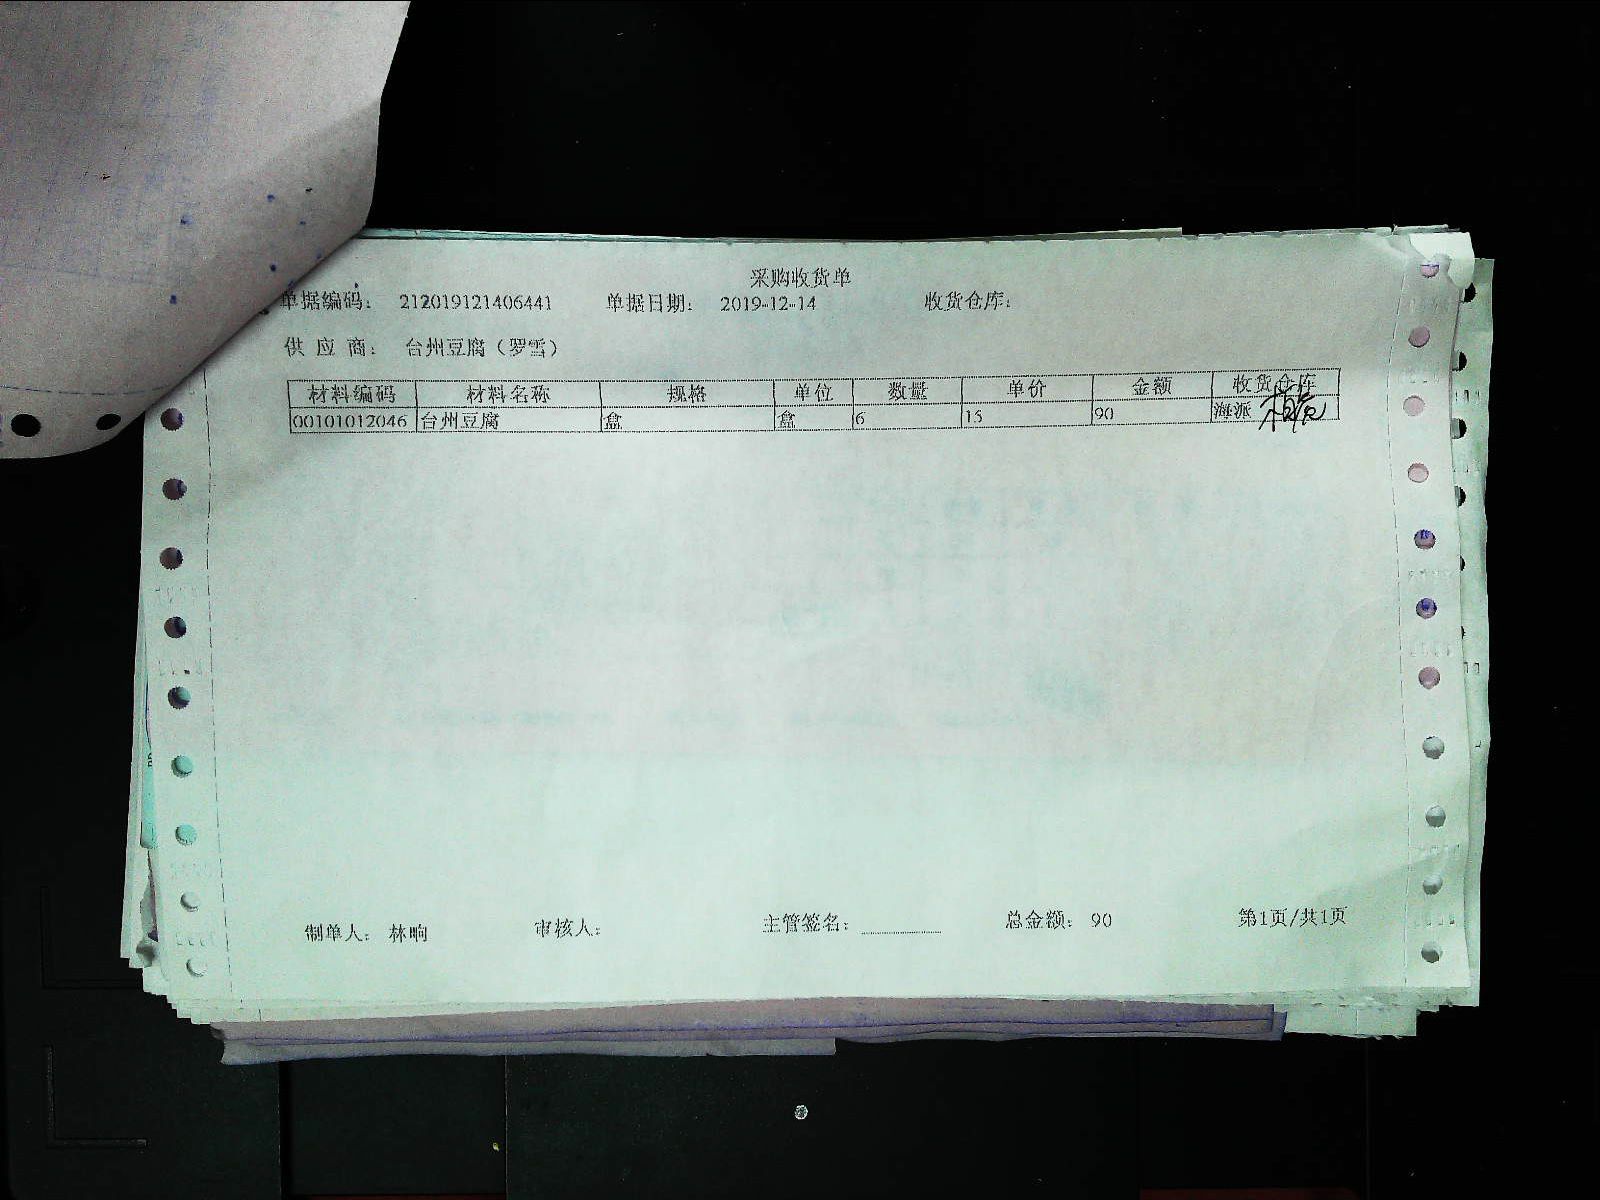 采购收货单
单据编码： 212019121406441 单据日期： 2019-12-14 收货仓库：
供 应 商： 台州豆腐（罗雪）
材料编码 材料名称 规格 单位 数量 单价 金额 收货仓库
00101012046 台州豆腐 盒 盒 6 15 90 海派
制单人： 林晌 审核人： 主管签名： 总金额： 90 第1页/共1页